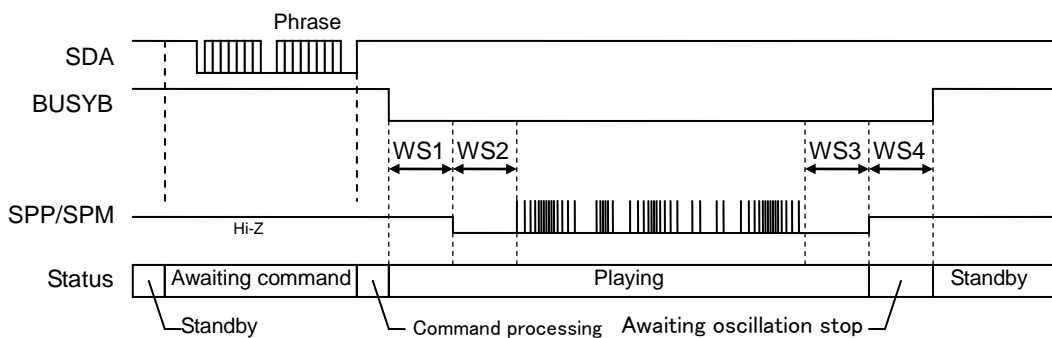 Phrase
SDA
BUSYB
WS1 WS2 WS3 WS4
SPP/SPM
Hi-Z
Status Awaiting command Playing Standby
Standby Command processing Awaiting oscillation stop